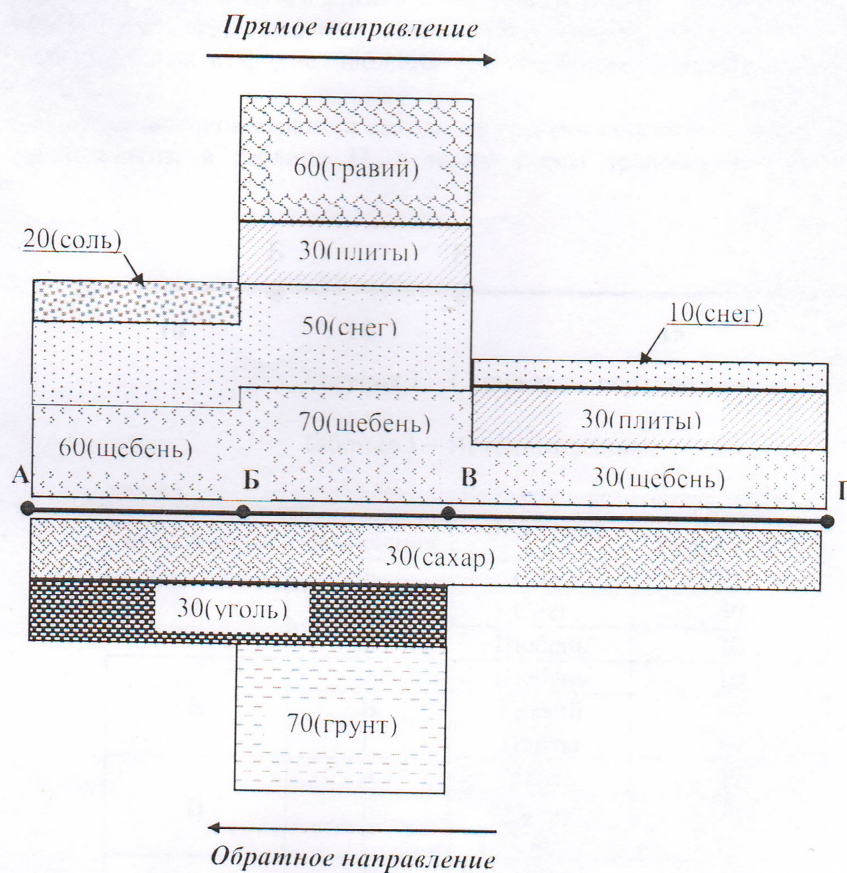 Прямое направление
60(гравий)
20(соль)
30(плиты)
50(снег)
10(снег)
70(щебень)
30(плиты)
60(щебень)
30(щебень)
А
Б
В
Г
30(сахар)
30(уголь)
70(грунт)
Обратное направление